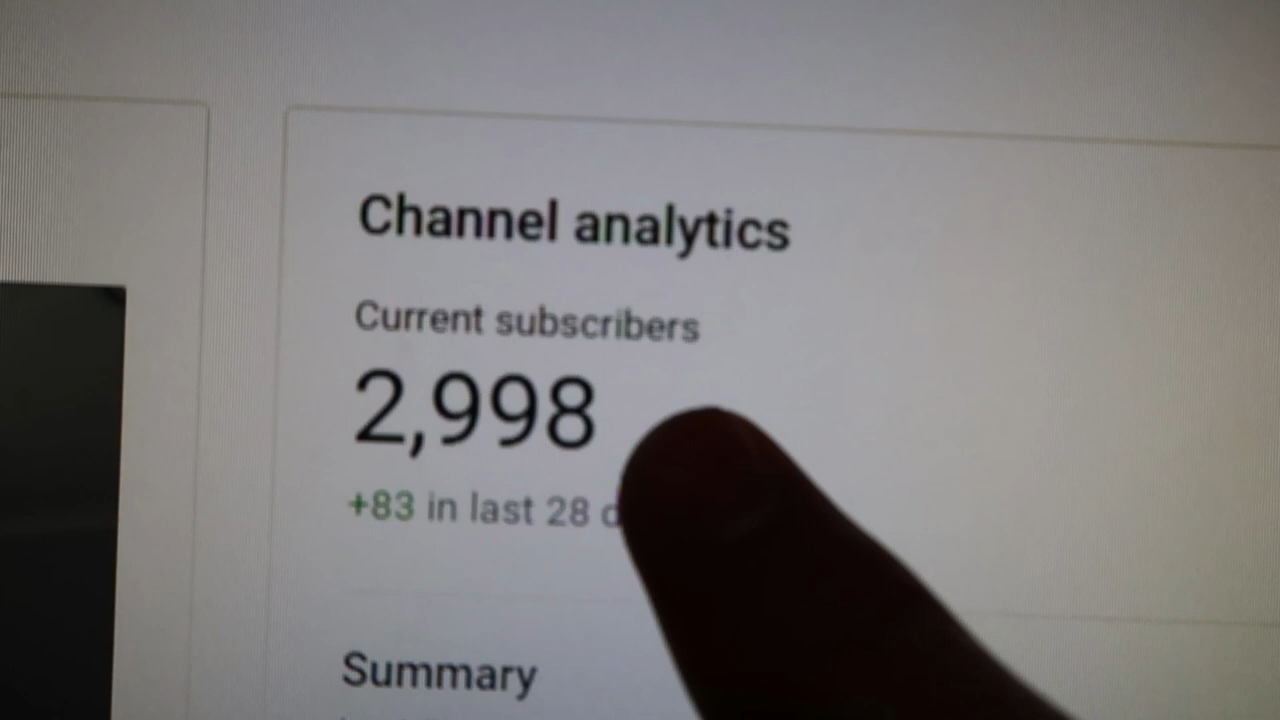 Channel analytics
Current subscribers
2,998
+83 in last 28
Summary